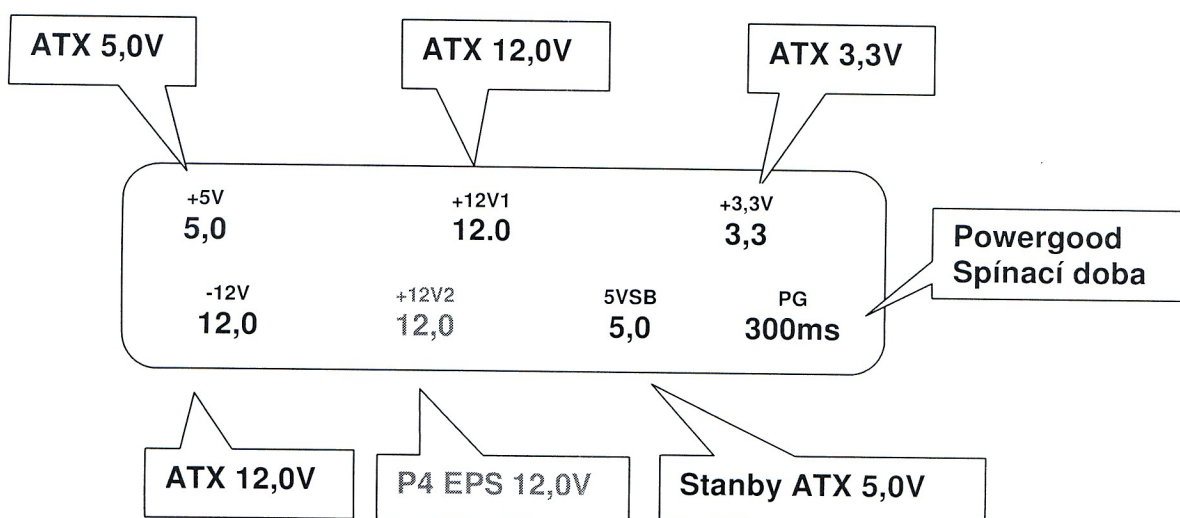 ATX 5,0V
ATX 12,0V
ATX 3,3V
+5V
5,0
+12V1
12.0
+3,3V
3,3
Powergood
Spínací doba
-12V
12,0
+12V2
12,0
5VSB
5,0
PG
300ms
ATX 12,0V
P4 EPS 12,0V
Stanby ATX 5,0V